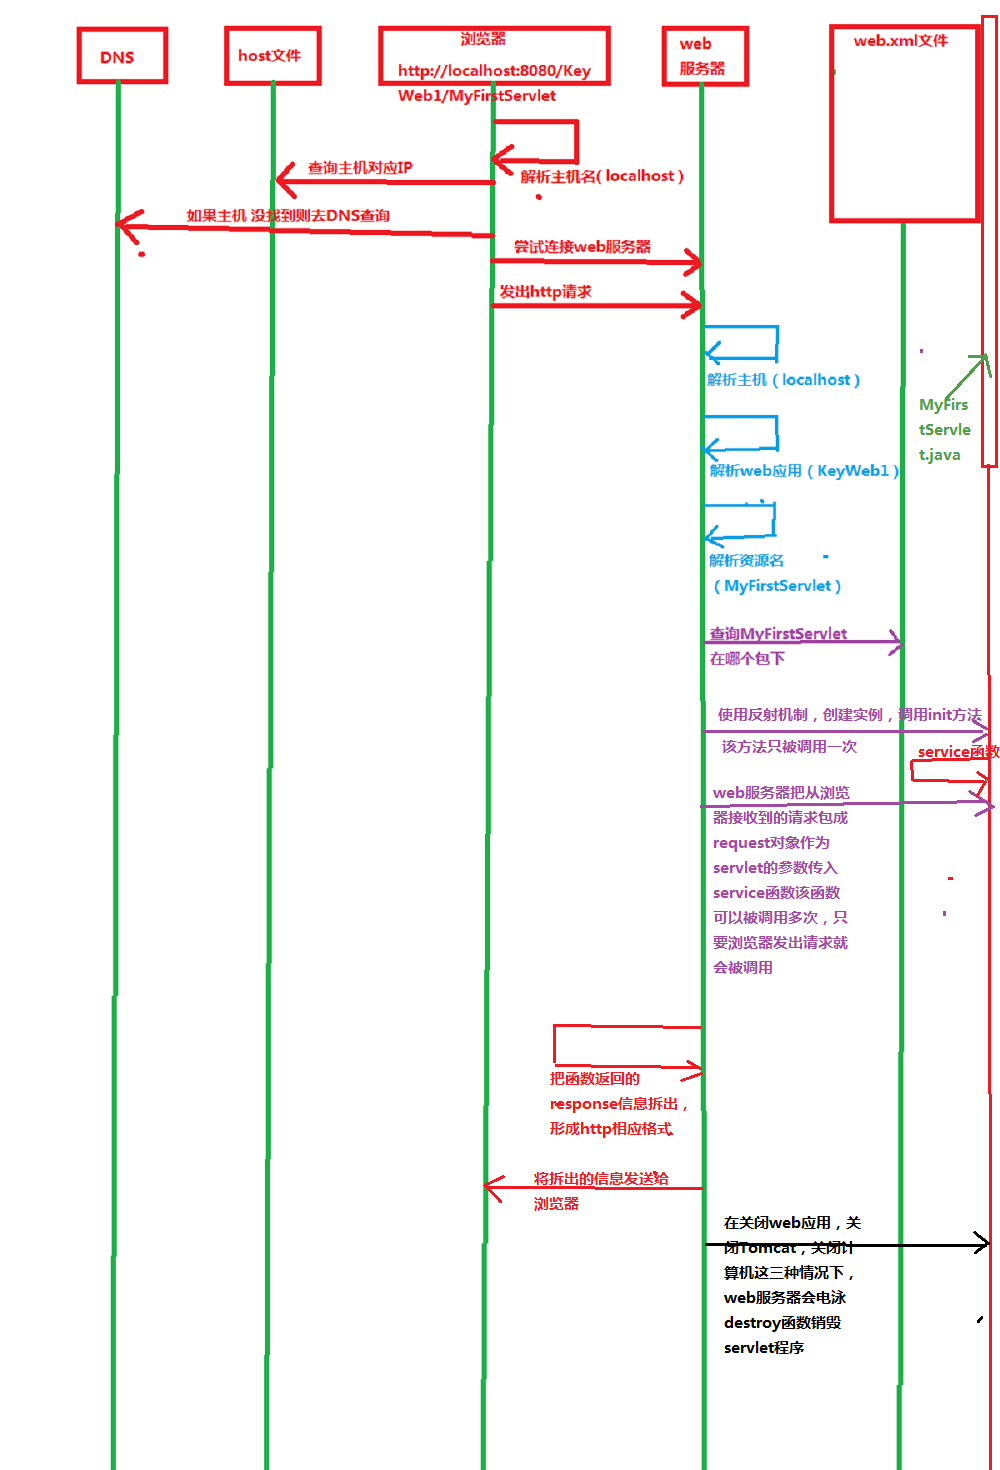 DNS
host文件
浏览器
http://localhost:8080/Key
Web1/MyFirstServlet
web
服务器
web.xml文件
解析主机名( localhost )
查询主机对应IP
如果主机 没找到则去DNS查询
尝试连接web服务器
发出http请求
解析主机 ( localhost )
MyFirs
tServle
t.java
解析web应用 ( KeyWeb1 )
解析资源名
( MyFirstServlet )
查询MyFirstServlet
在哪个包下
使用反射机制，创建实例，调用init方法
该方法只被调用一次
service函数
web服务器把从浏览
器接收到的请求包成
request对象作为
servlet的参数传入
service函数该函数
可以被调用多次，只
要浏览器发出请求就
会被调用
把函数返回的
response信息拆出，
形成http相应格式
将拆出的信息发送给
浏览器
在关闭web应用，关
闭Tomcat，关闭计
算机这三种情况下，
web服务器会电泳
destroy函数销毁
servlet程序